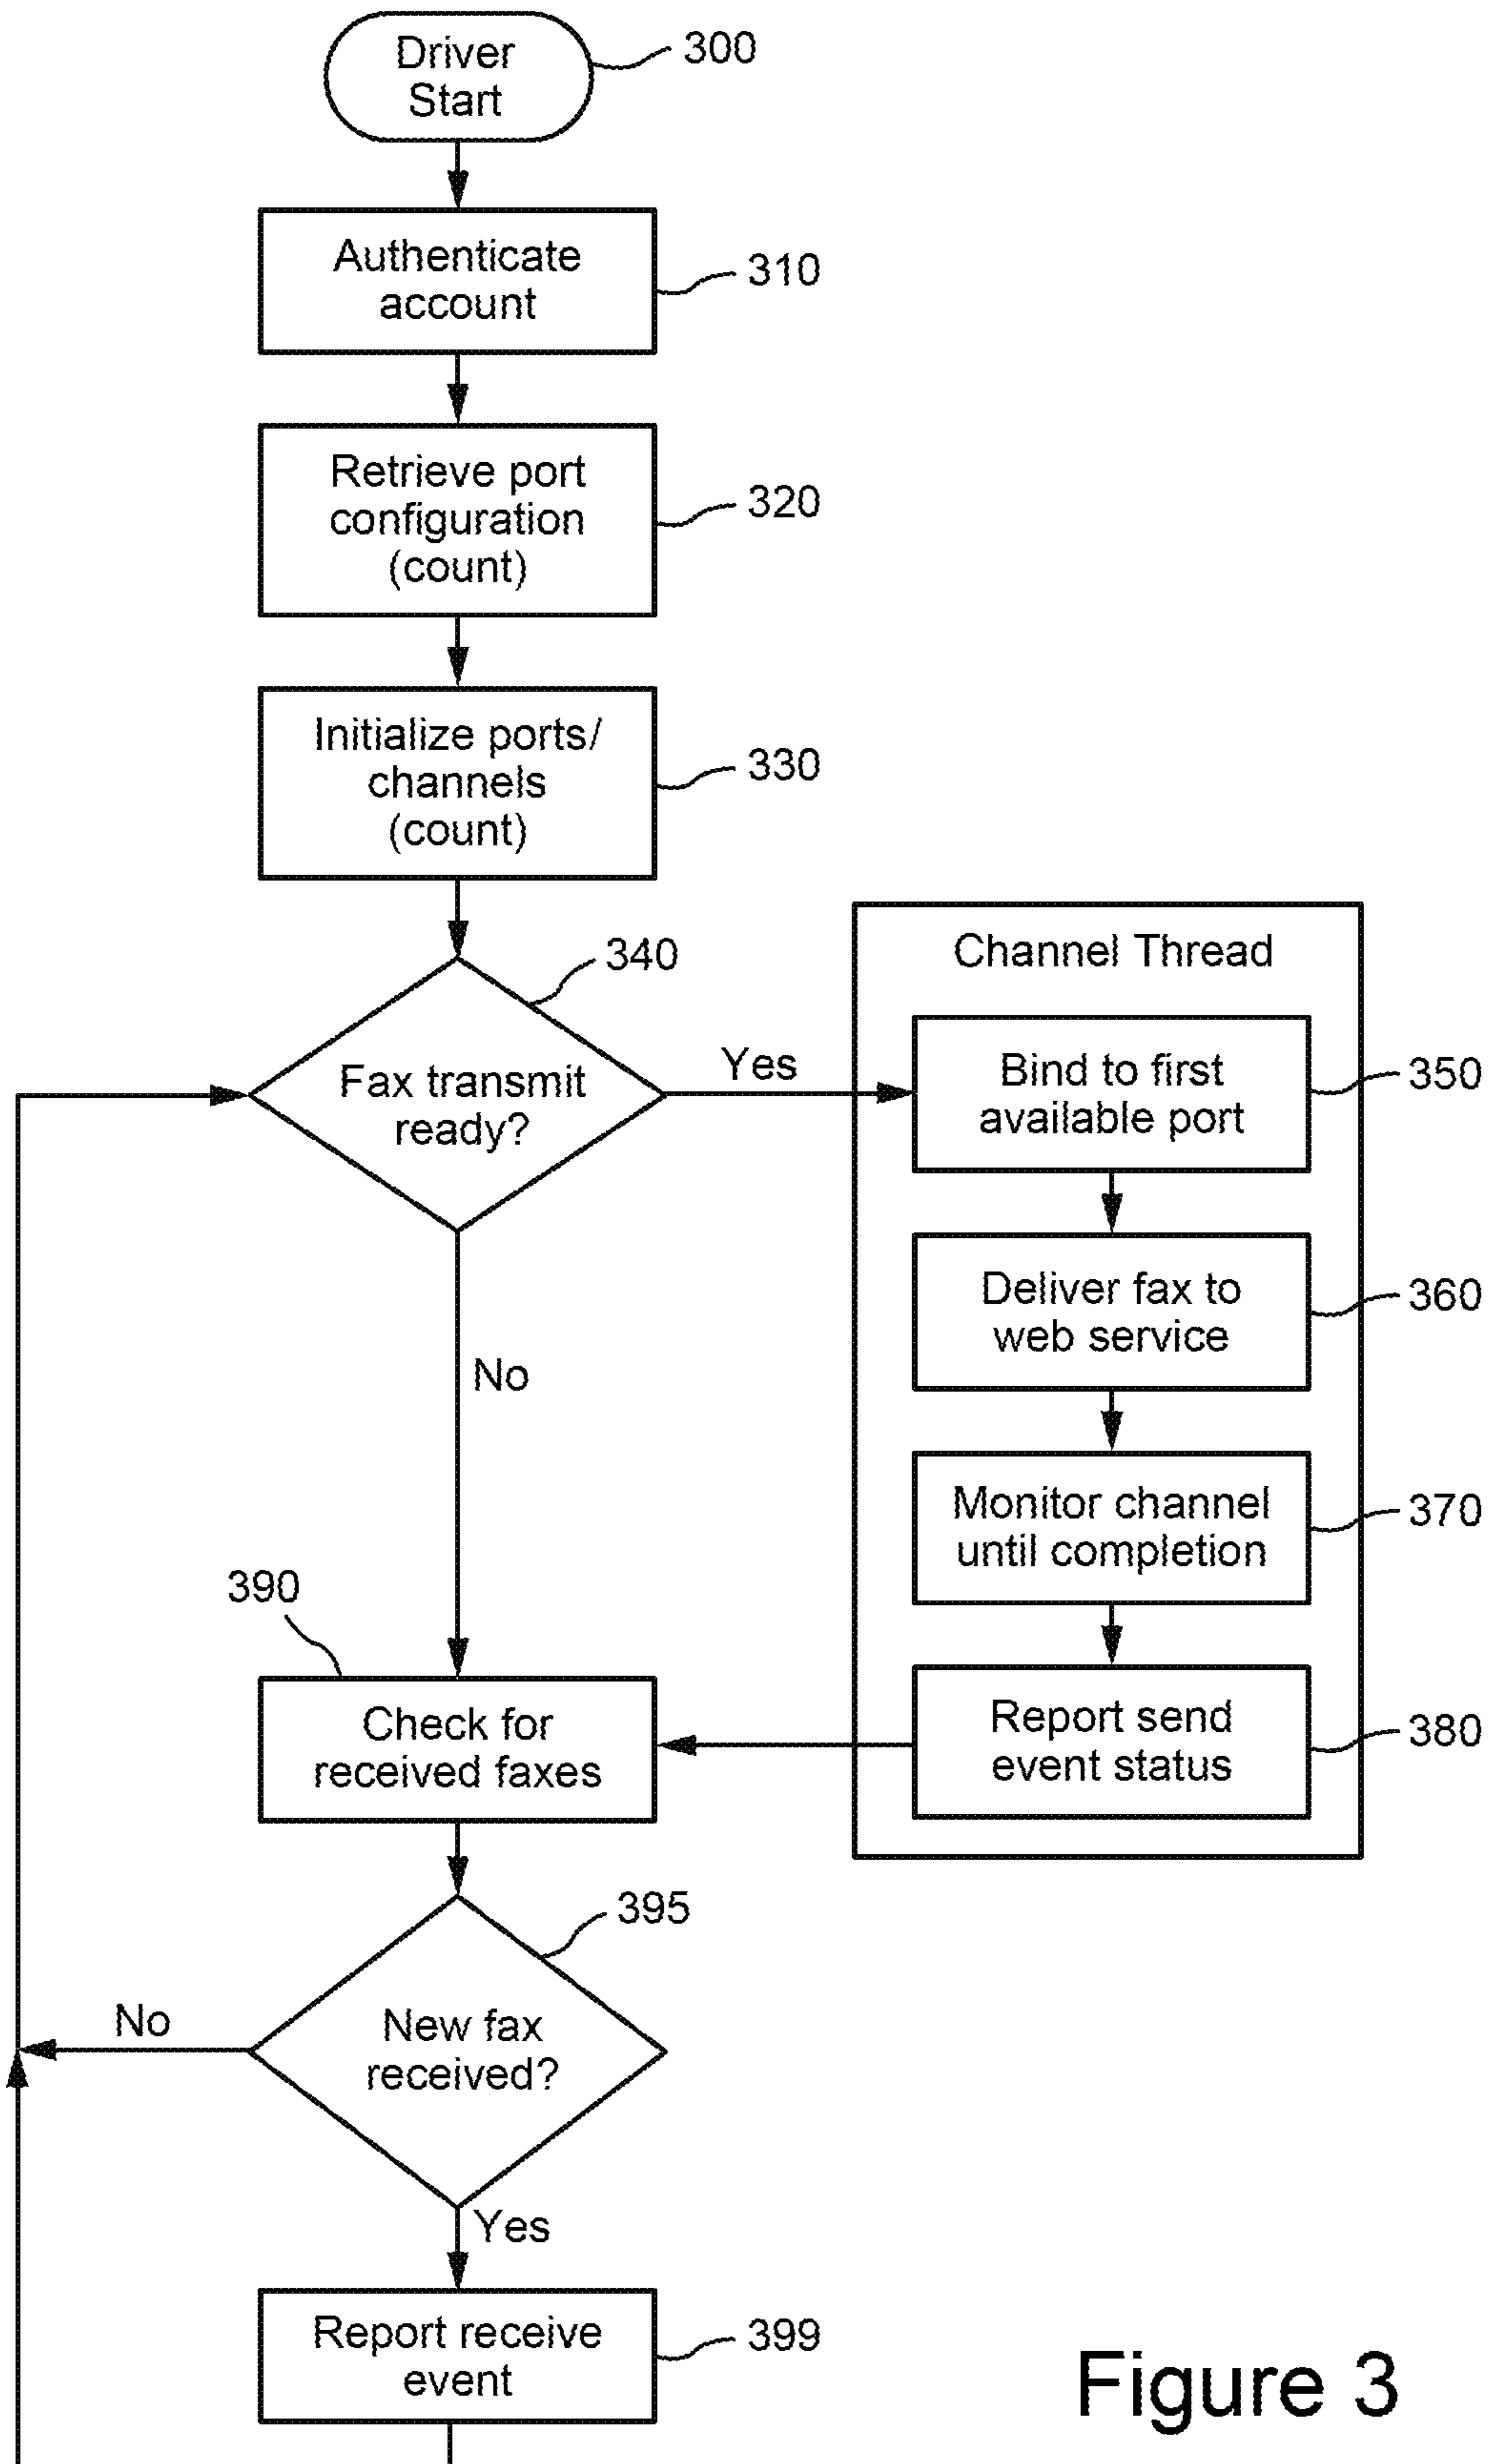 Driver
Start
300
Authenticate
account
310
Retrieve port
configuration
(count)
320
Initialize ports/
channels
(count)
330
340
Fax transmit
ready?
Yes
No
Channel Thread
Bind to first
available port
350
Deliver fax to
web service
360
Monitor channel
until completion
370
Report send
event status
380
390
Check for
received faxes
395
New fax
received?
No
Yes
Report receive
event
399
Figure 3